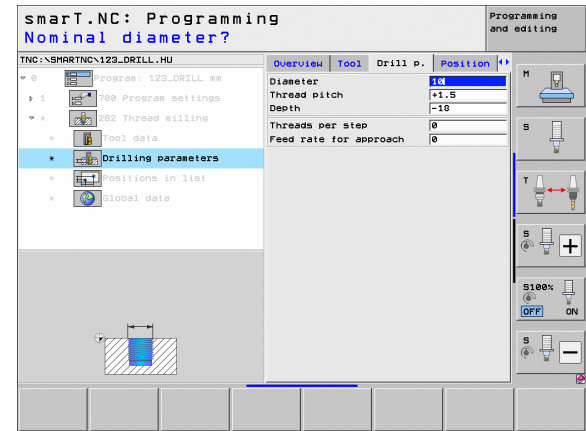 smarT.NC: Programming
Programming and editing
Nominal diameter?
TNC:\SMARTNC\123_DRILL.HU
Overview Tool Drill p. Position
0 Program: 123_DRILL mm
1 700 Program settings
* 262 Thread milling
* Tool data
* Drilling parameters
* Positions in list
* Global data
Diameter 10
Thread pitch +1.5
Depth -18
Threads per step 0
Feed rate for approach 0
M
S
T
S
S100%
OFF ON
S